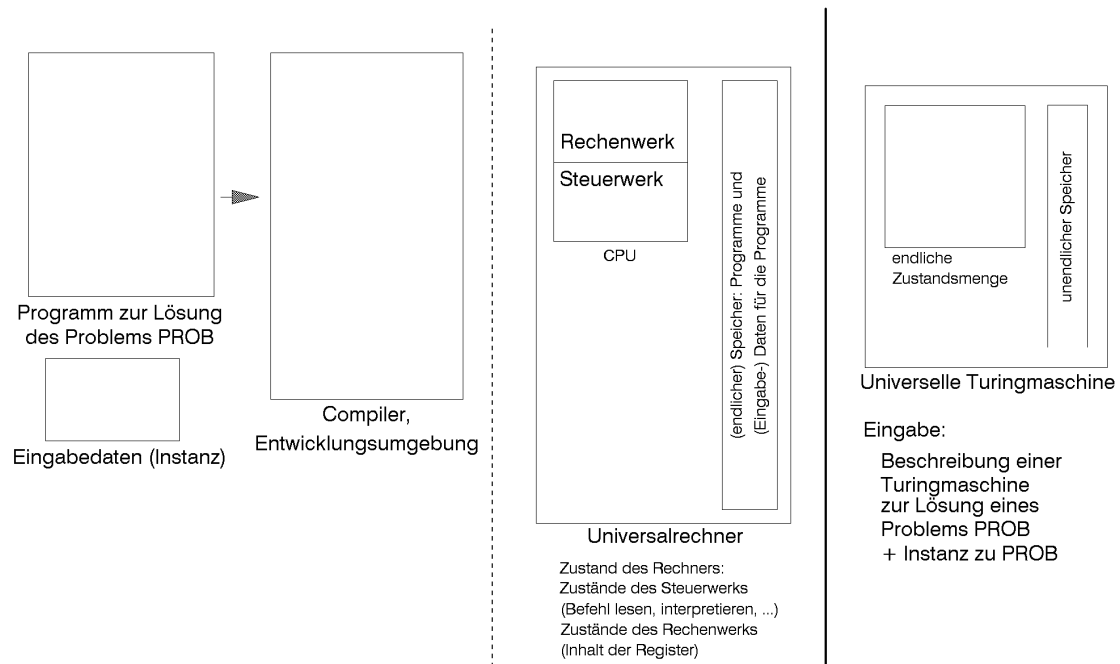 Programm zur Lösung
des Problems PROB
Eingabedaten (Instanz)
Compiler,
Entwicklungsumgebung
Rechenwerk
Steuerwerk
CPU
(endlicher) Speicher: Programme und
(Eingabe-) Daten für die Programme
Universalrechner
Zustand des Rechners:
Zustände des Steuerwerks
(Befehl lesen, interpretieren, ...)
Zustände des Rechenwerks
(Inhalt der Register)
endliche
Zustandsmenge
unendlicher Speicher
Universelle Turingmaschine
Eingabe:
Beschreibung einer
Turingmaschine
zur Lösung eines
Problems PROB
+ Instanz zu PROB